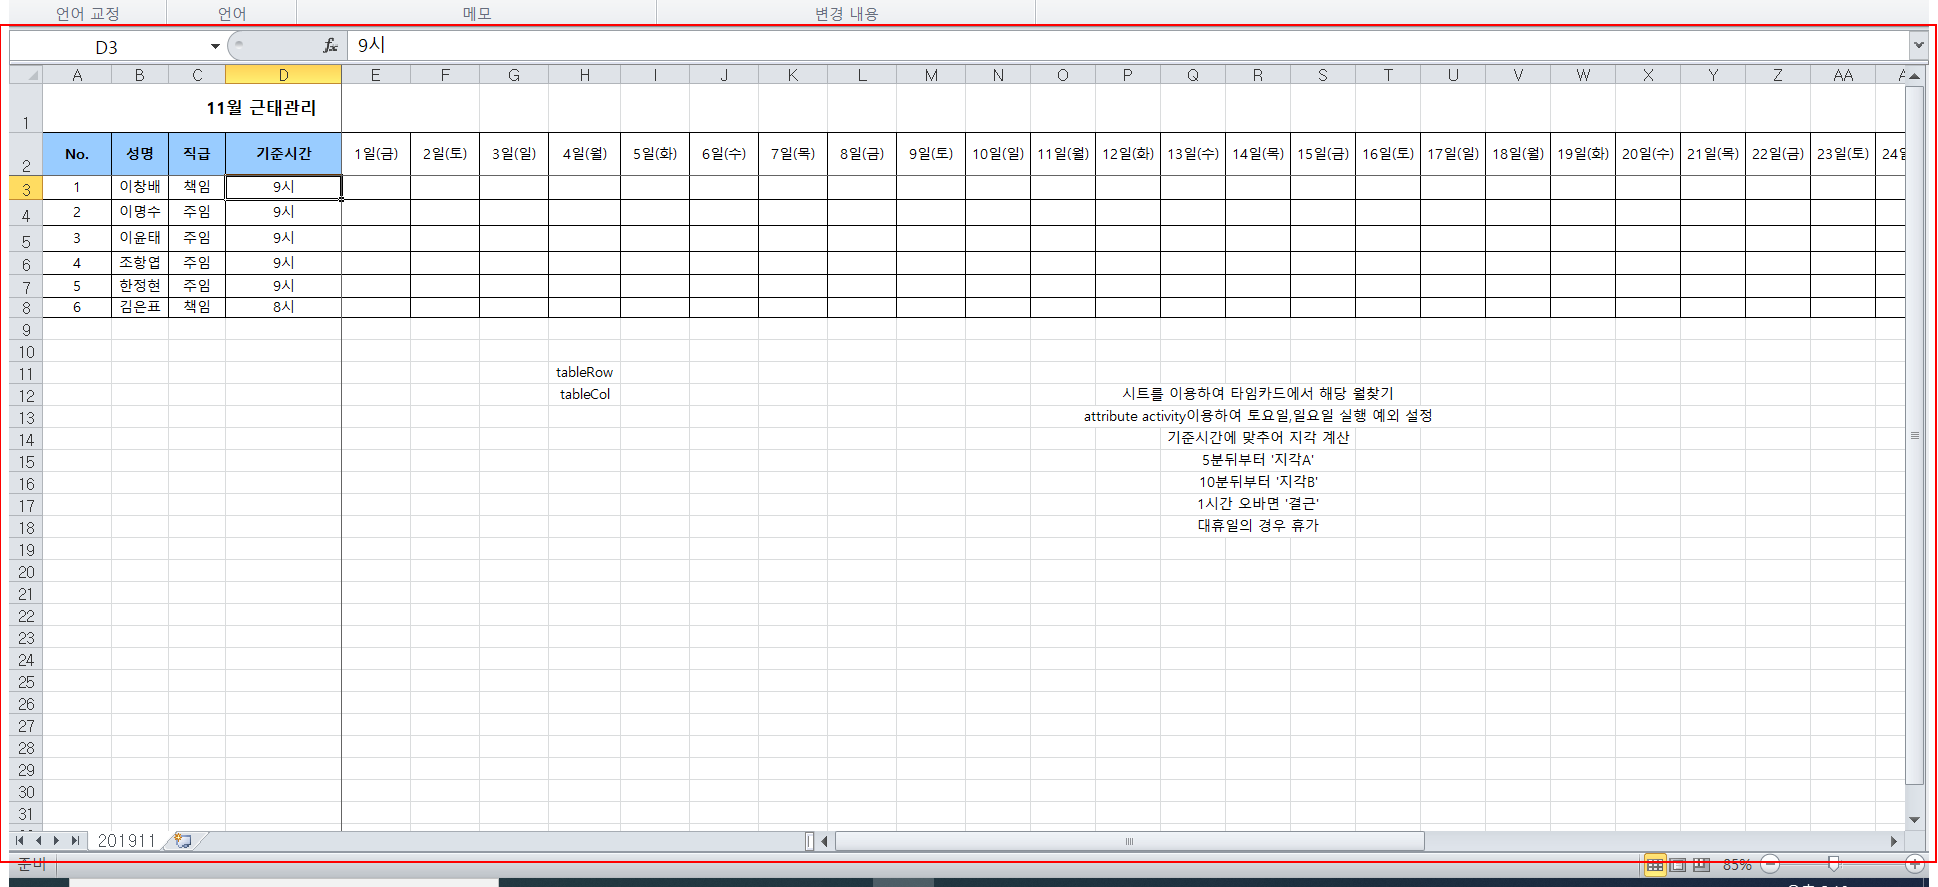 언어 교정 언어 메모 변경 내용
D3 fx 9시
A B C D E F G H I J K L M N O P Q R S T U V W X Y Z AA
1 11월 근태관리
2 No. 성명 직급 기준시간 1일(금) 2일(토) 3일(일) 4일(월) 5일(화) 6일(수) 7일(목) 8일(금) 9일(토) 10일(일) 11일(월) 12일(화) 13일(수) 14일(목) 15일(금) 16일(토) 17일(일) 18일(월) 19일(화) 20일(수) 21일(목) 22일(금) 23일(토) 24일
3 1 이창배 책임 9시
4 2 이명수 주임 9시
5 3 이윤태 주임 9시
6 4 조항엽 주임 9시
7 5 한정현 주임 9시
8 6 김은표 책임 8시
9
10
11 tableRow
12 tableCol 시트를 이용하여 타임카드에서 해당 월찾기
13 attribute activity이용하여 토요일,일요일 실행 예외 설정
14 기준시간에 맞추어 지각 계산
15 5분뒤부터 '지각A'
16 10분뒤부터 '지각B'
17 1시간 오바면 '결근'
18 대휴일의 경우 휴가
19
20
21
22
23
24
25
26
27
28
29
30
31
201911
준비 85%